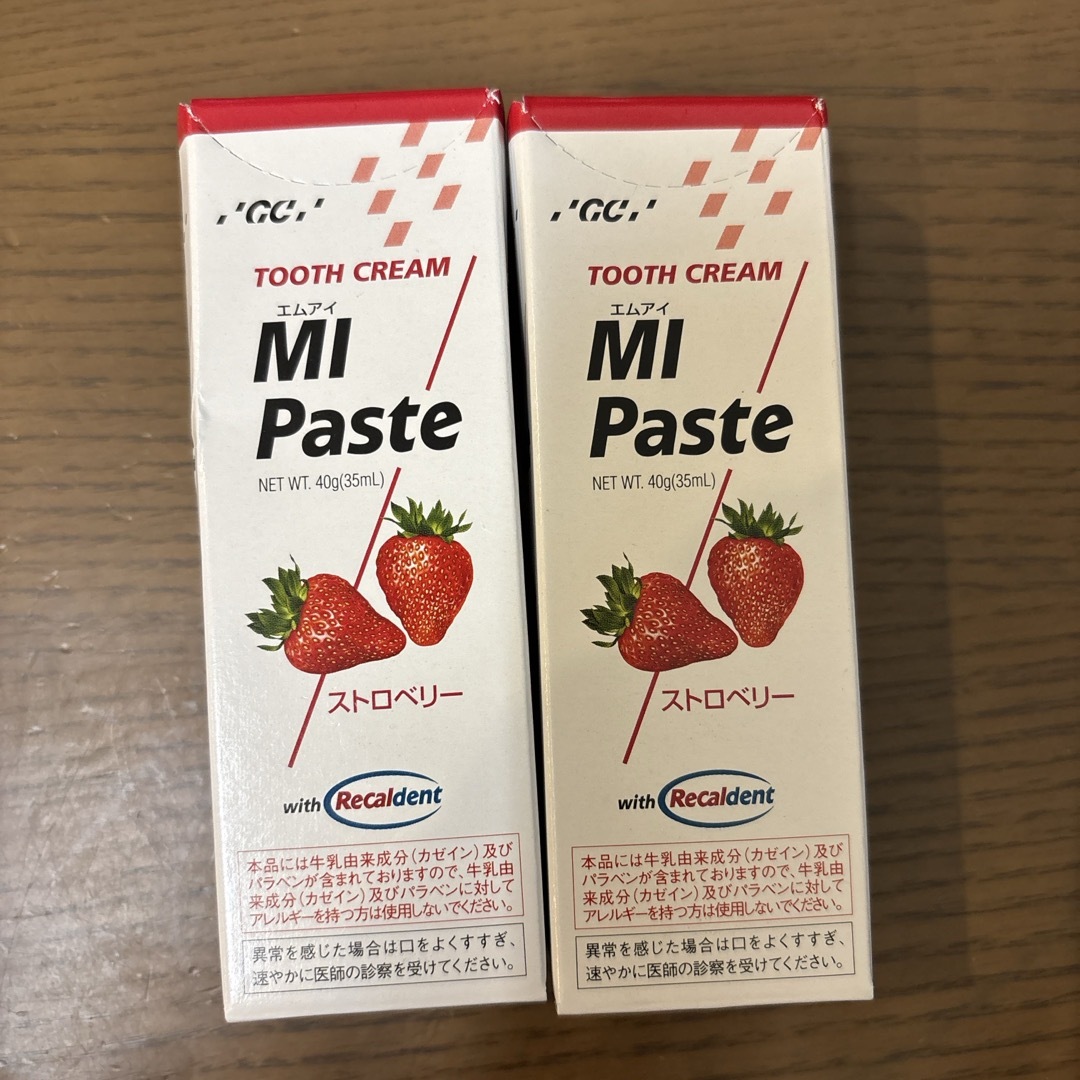 GC
TOOTH CREAM
エムアイ
MI
Paste
NET WT. 40g(35mL)
ストロベリー
with Recaldent
本品には牛乳由来成分(カゼイン)及び
パラベンが含まれておりますので、牛乳由
来成分(カゼイン)及びパラベンに対して
アレルギーを持つ方は使用しないでください。
異常を感じた場合は口をよくすすぎ、
速やかに医師の診察を受けてください。
GC
TOOTH CREAM
エムアイ
MI
Paste
NET WT. 40g(35mL)
ストロベリー
with Recaldent
本品には牛乳由来成分(カゼイン)及び
パラベンが含まれておりますので、牛乳由
来成分(カゼイン)及びパラベンに対して
アレルギーを持つ方は使用しないでください。
異常を感じた場合は口をよくすすぎ、
速やかに医師の診察を受けてください。